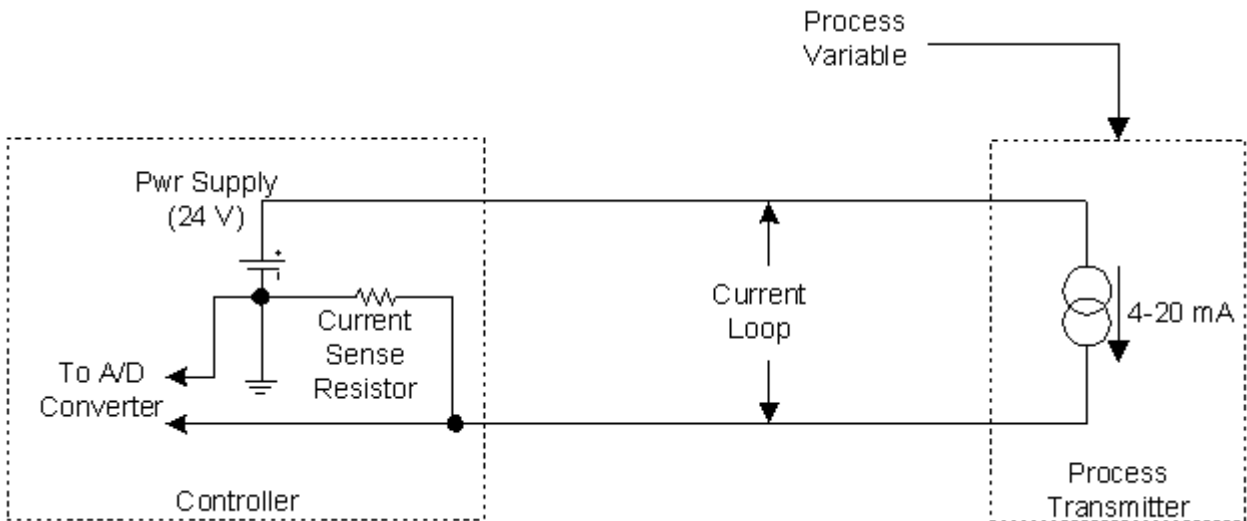 Process
Variable
Pwr Supply
(24 V)
+
Current
Sense
Resistor
To A/D
Converter
Current
Loop
4-20 mA
Controller
Process
Transmitter